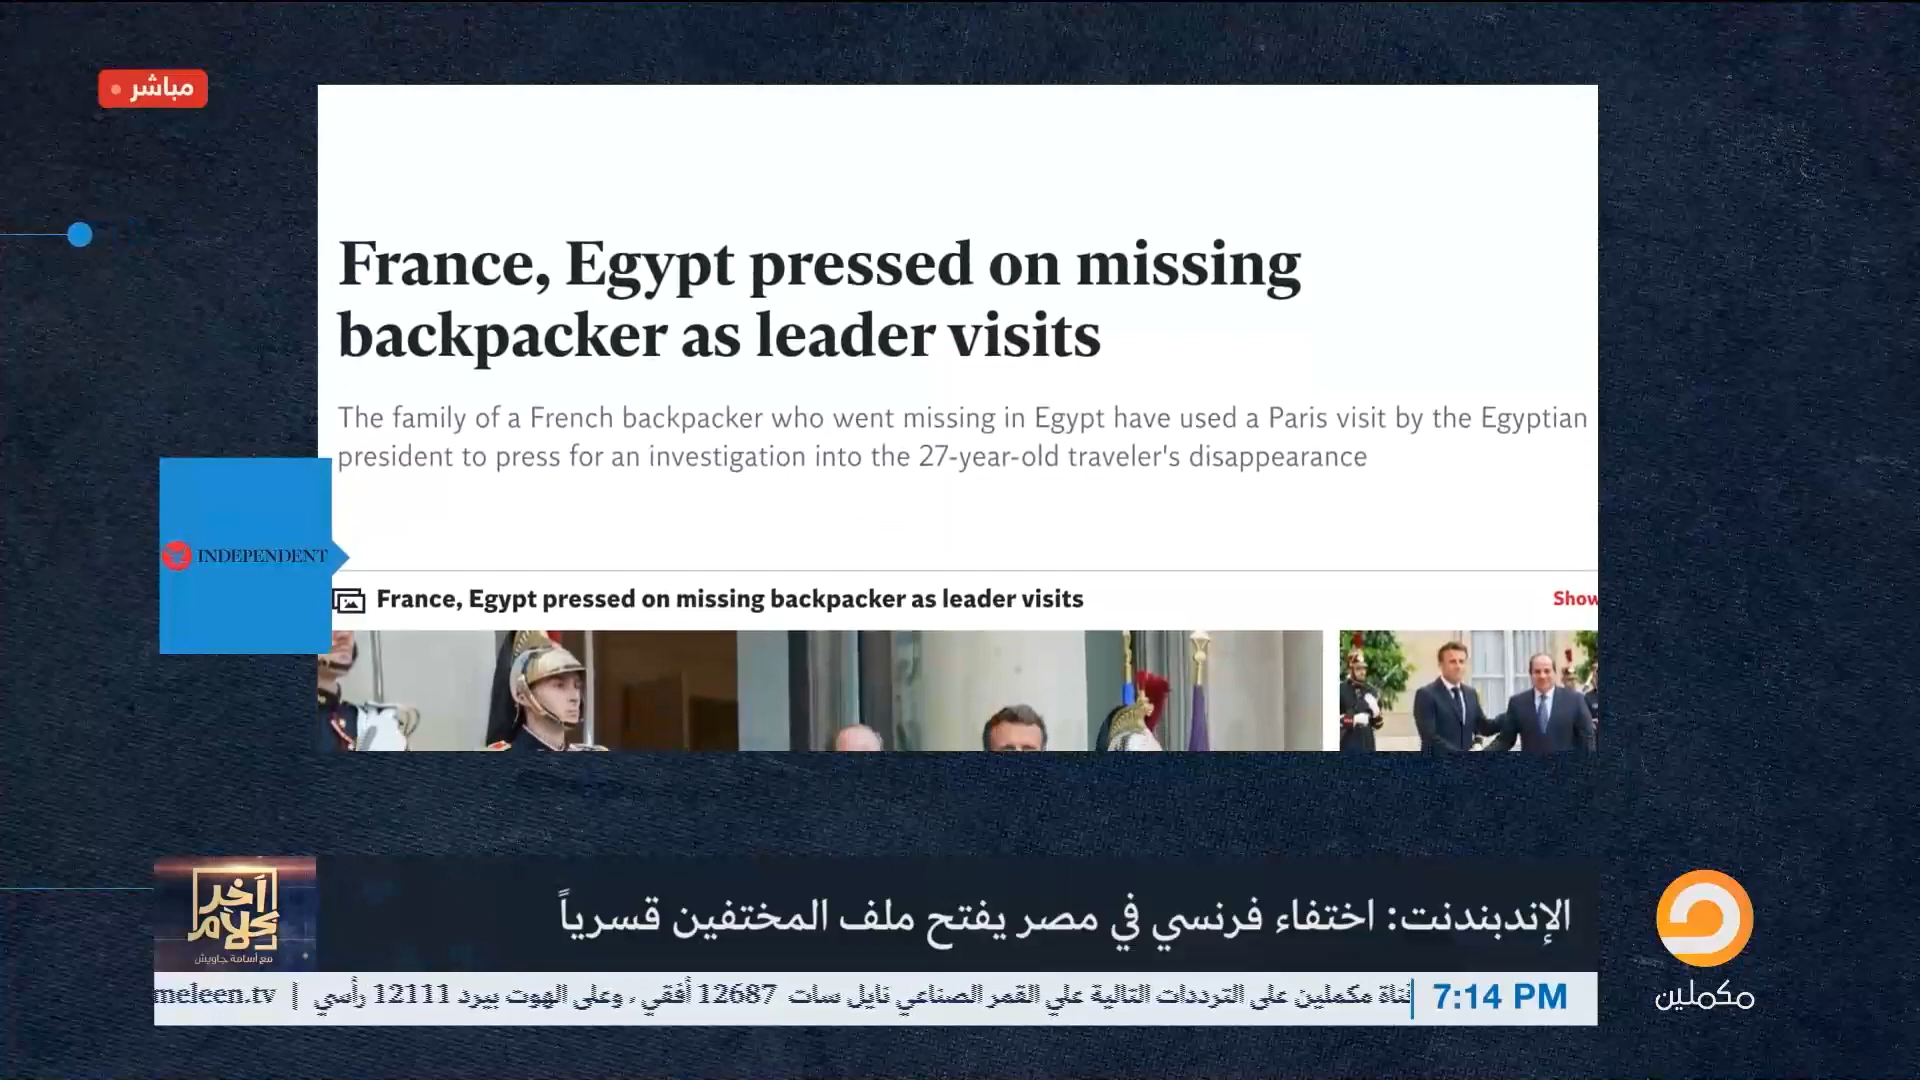 مباشر
France, Egypt pressed on missing
backpacker as leader visits
The family of a French backpacker who went missing in Egypt have used a Paris visit by the Egyptian
president to press for an investigation into the 27-year-old traveler's disappearance
INDEPENDENT
France, Egypt pressed on missing backpacker as leader visits
Show
آخر
كلام
مع أسامة جاويش
الإندبندنت: اختفاء فرنسي في مصر يفتح ملف المختفين قسرياً
قناة مكملين على الترددات التالية علي القمر الصناعي نايل سات 12687 أفقي ، وعلى الهوت بيرد 12111 رأسي | meleen.tv
7:14 PM
مكملين